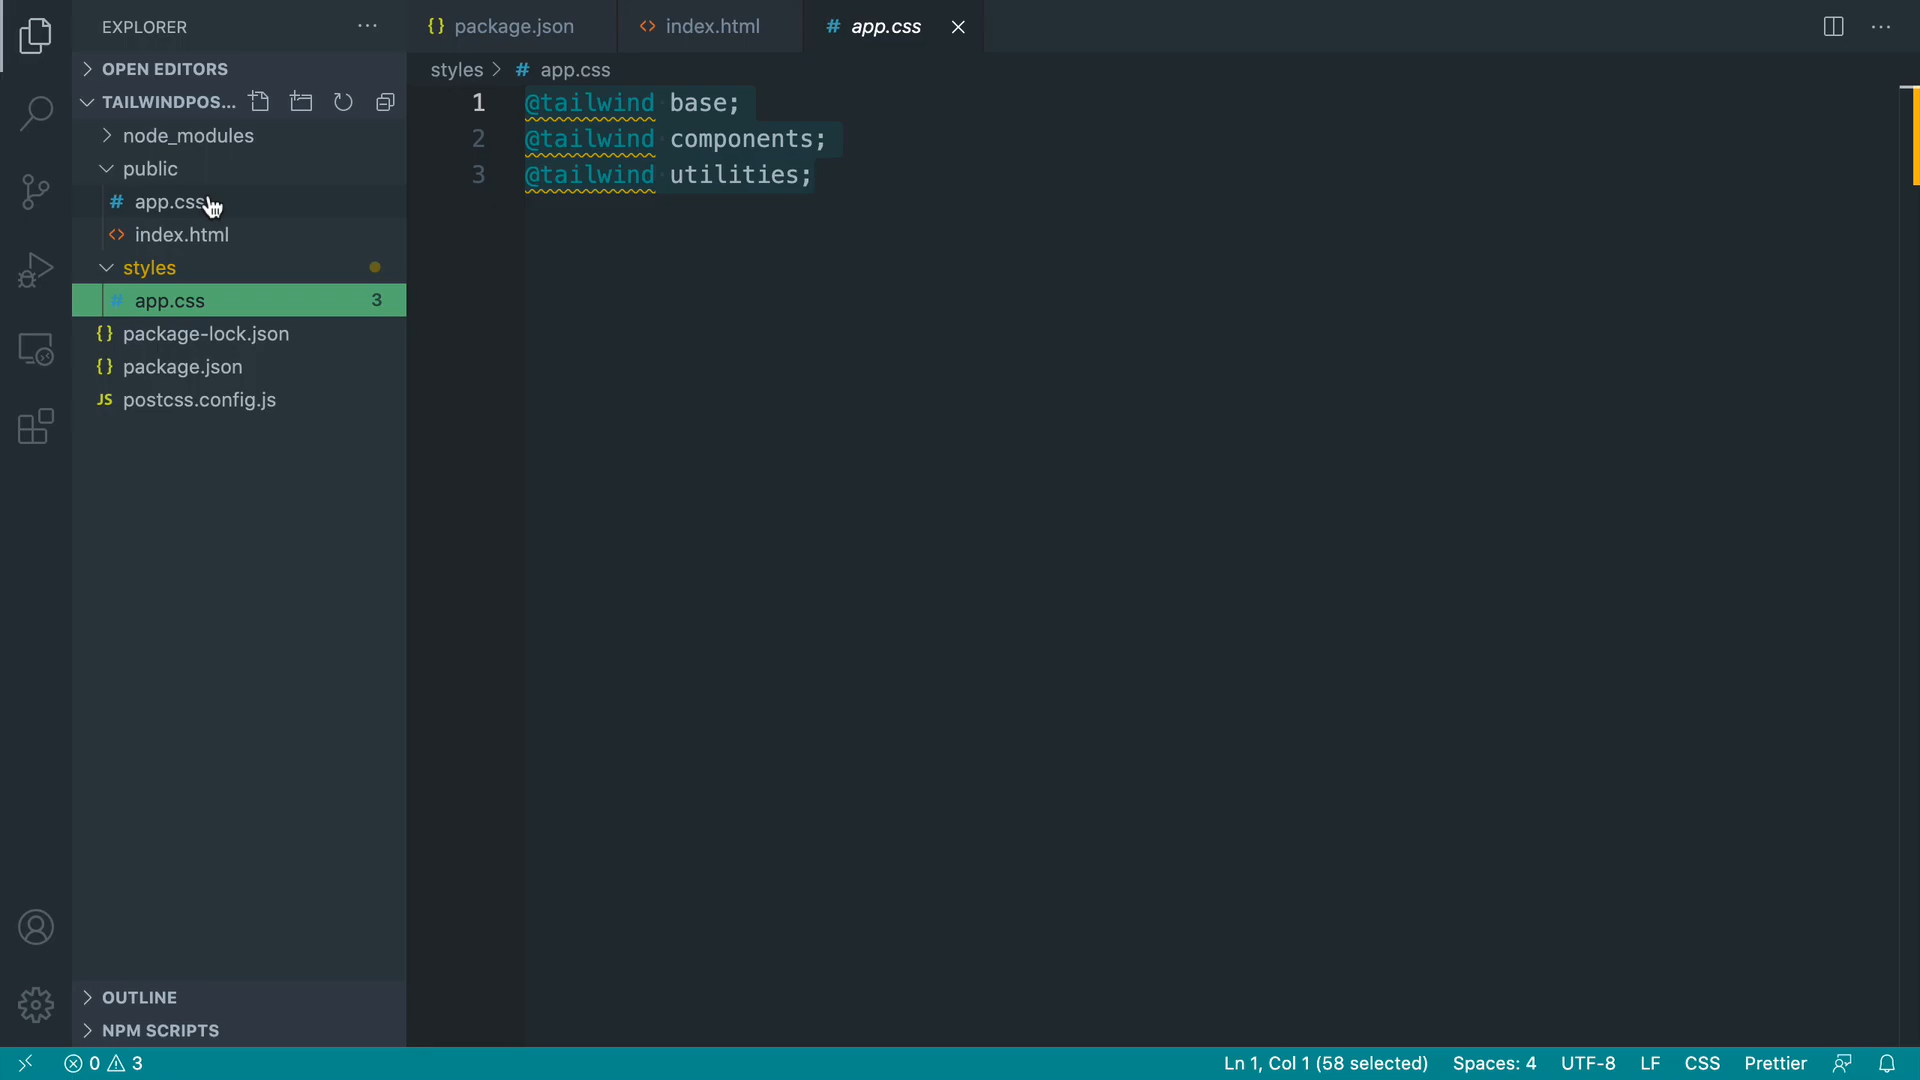 EXPLORER
package.json
index.html
app.css
OPEN EDITORS
styles
app.css
TAILWINDPOS...
node_modules
public
app.css
index.html
styles
app.css 3
package-lock.json
package.json
JS postcss.config.js
1 @tailwind base;
2 @tailwind components;
3 @tailwind utilities;
OUTLINE
NPM SCRIPTS
0 3
Ln 1, Col 1 (58 selected) Spaces: 4 UTF-8 LF CSS Prettier